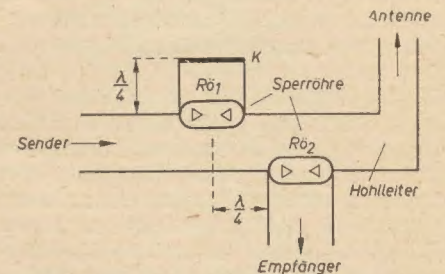 Antenne
λ/4
K
Rö1
Sperröhre
Sender
Rö2
Hohlleiter
λ/4
Empfänger